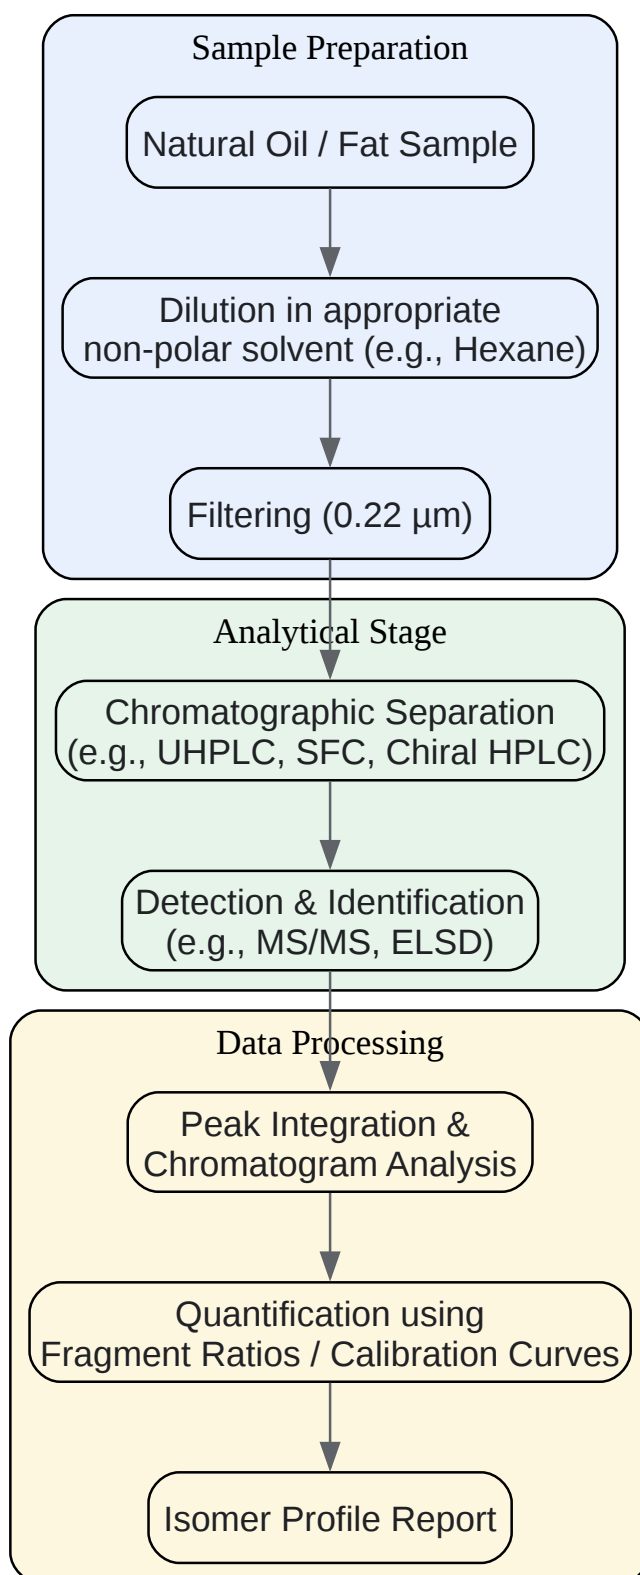 Sample Preparation
Natural Oil / Fat Sample
Dilution in appropriate
non-polar solvent (e.g., Hexane)
Filtering (0.22 µm)
Analytical Stage
Chromatographic Separation
(e.g., UHPLC, SFC, Chiral HPLC)
Detection & Identification
(e.g., MS/MS, ELSD)
Data Processing
Peak Integration &
Chromatogram Analysis
Quantification using
Fragment Ratios / Calibration Curves
Isomer Profile Report